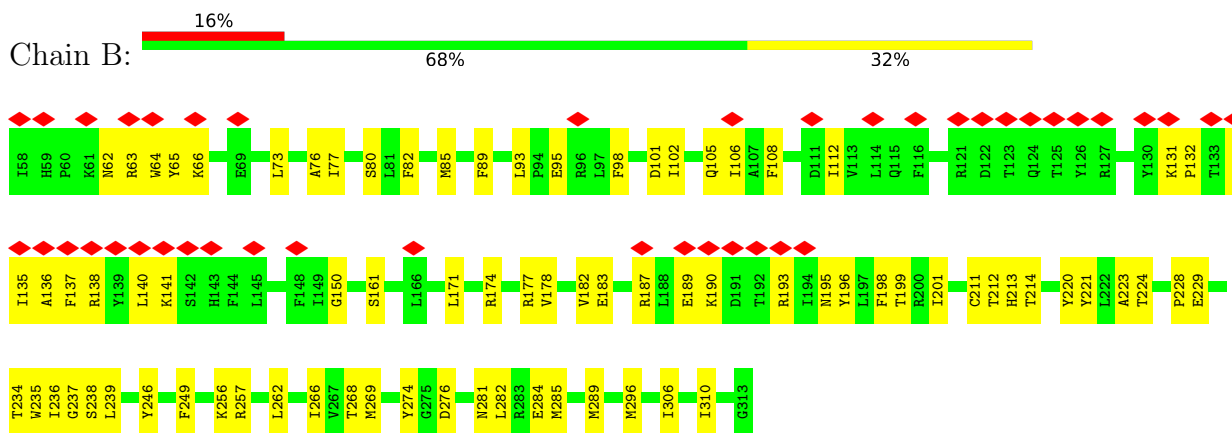 16%
Chain B:
68% 32%
I58 H59 P60 K61 N62 R63 W64 Y65 K66 E69 L73 A76 I77 S80 L81 F82 M85 F89 L93 P94 E95 R96 L97 F98 D101 I102 Q105 I106 A107 F108 D111 I112 V113 L114 Q115 F116 R121 D122 T123 Q124 T125 Y126 R127 Y130 K131 P132 T133
I135 A136 F137 R138 Y139 L140 K141 S142 H143 F144 L145 F148 I149 G150 S161 L166 L171 R174 R177 V178 V182 E183 R187 L188 E189 K190 D191 T192 R193 I194 N195 Y196 L197 F198 T199 R200 I201 C211 T212 H213 T214 Y220 Y221 L222 A223 T224 P228 E229
T234 W235 I236 G237 S238 L239 Y246 F249 K256 R257 L262 I266 V267 T268 M269 Y274 G275 D276 N281 L282 R283 E284 M285 M289 M296 I306 I310 G313